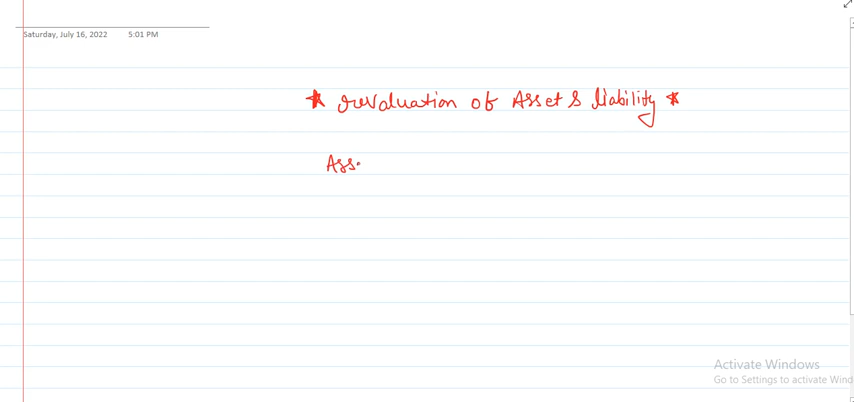 Saturday, July 16, 2022 5:01 PM
* revaluation of Asset & liability *
Ass
Activate Windows
Go to Settings to activate Wind